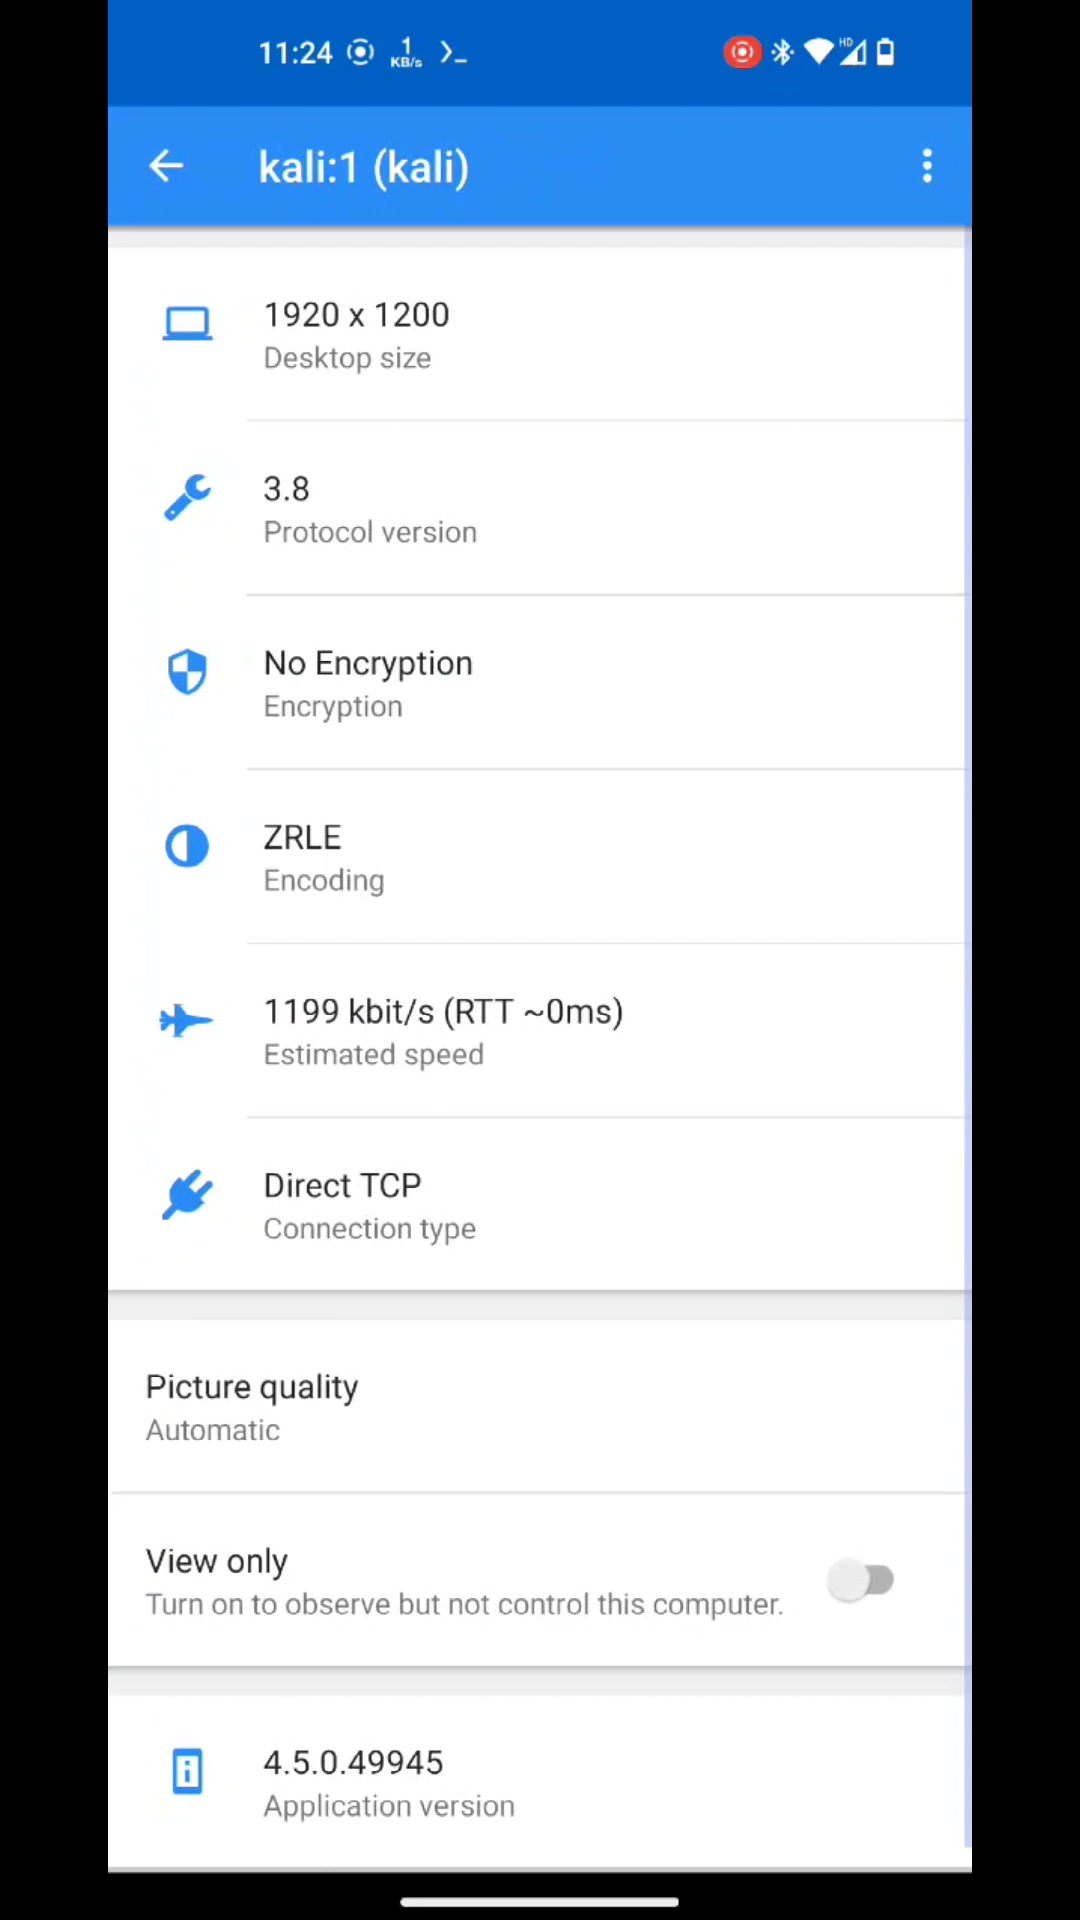 11:24 1 KB/s HD
kali:1 (kali)
1920 x 1200
Desktop size
3.8
Protocol version
No Encryption
Encryption
ZRLE
Encoding
1199 kbit/s (RTT ~0ms)
Estimated speed
Direct TCP
Connection type
Picture quality
Automatic
View only
Turn on to observe but not control this computer.
4.5.0.49945
Application version